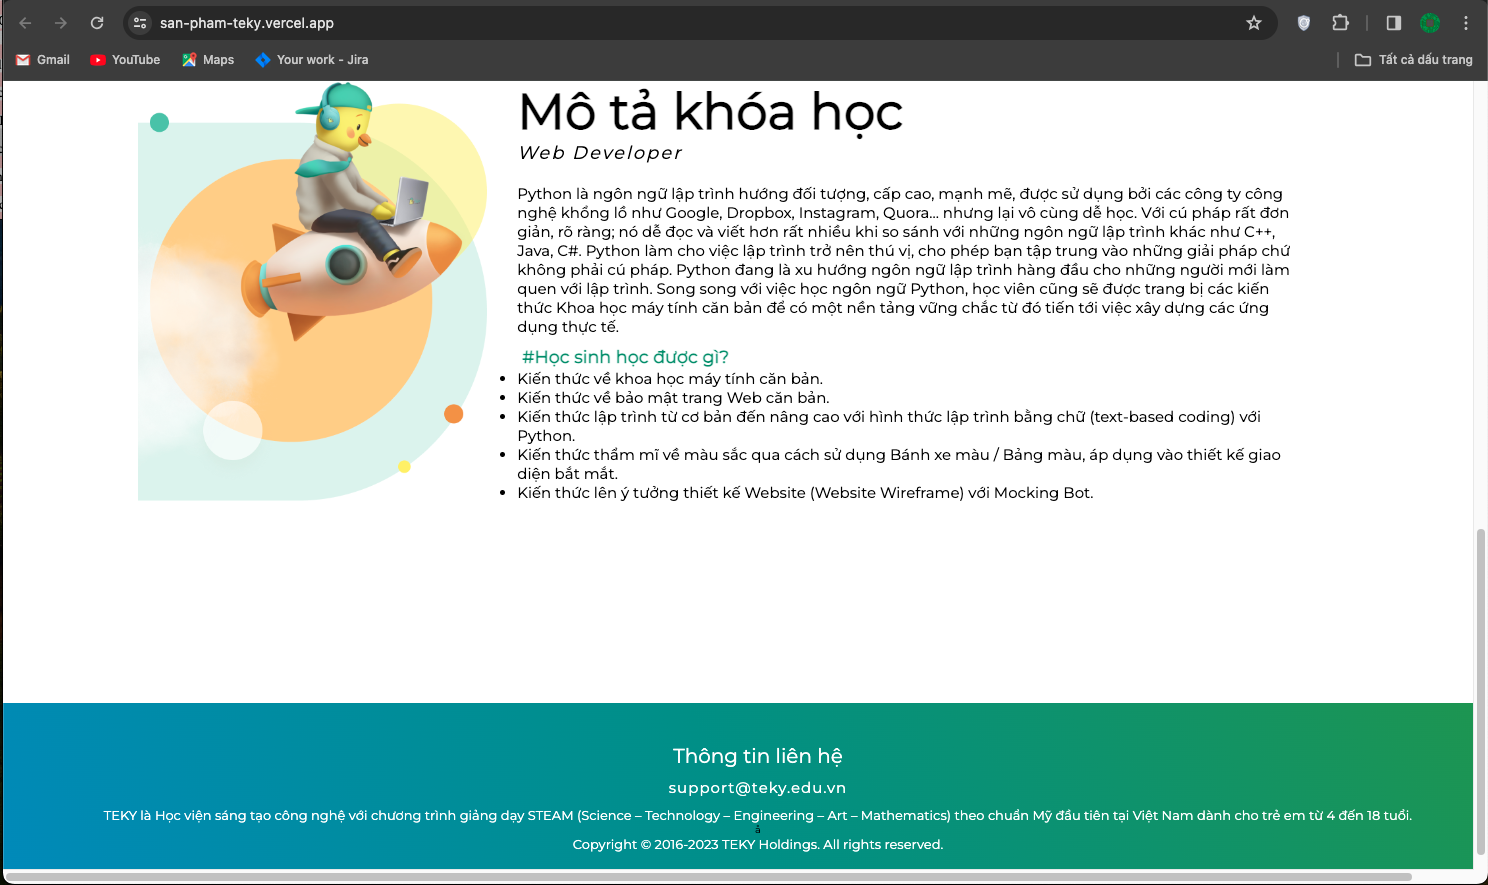 san-pham-teky.vercel.app
Gmail YouTube Maps Your work - Jira Tất cả dấu trang
Mô tả khóa học
Web Developer
Python là ngôn ngữ lập trình hướng đối tượng, cấp cao, mạnh mẽ, được sử dụng bởi các công ty công
nghệ khổng lồ như Google, Dropbox, Instagram, Quora... nhưng lại vô cùng dễ học. Với cú pháp rất đơn
giản, rõ ràng; nó dễ đọc và viết hơn rất nhiều khi so sánh với những ngôn ngữ lập trình khác như C++,
Java, C#. Python làm cho việc lập trình trở nên thú vị, cho phép bạn tập trung vào những giải pháp chứ
không phải cú pháp. Python đang là xu hướng ngôn ngữ lập trình hàng đầu cho những người mới làm
quen với lập trình. Song song với việc học ngôn ngữ Python, học viên cũng sẽ được trang bị các kiến
thức Khoa học máy tính căn bản để có một nền tảng vững chắc từ đó tiến tới việc xây dựng các ứng
dụng thực tế.
#Học sinh học được gì?
• Kiến thức về khoa học máy tính căn bản.
• Kiến thức về bảo mật trang Web căn bản.
• Kiến thức lập trình từ cơ bản đến nâng cao với hình thức lập trình bằng chữ (text-based coding) với
Python.
• Kiến thức thẩm mĩ về màu sắc qua cách sử dụng Bánh xe màu / Bảng màu, áp dụng vào thiết kế giao
diện bắt mắt.
• Kiến thức lên ý tưởng thiết kế Website (Website Wireframe) với Mocking Bot.
Thông tin liên hệ
support@teky.edu.vn
TEKY là Học viện sáng tạo công nghệ với chương trình giảng dạy STEAM (Science – Technology – Engineering – Art – Mathematics) theo chuẩn Mỹ đầu tiên tại Việt Nam dành cho trẻ em từ 4 đến 18 tuổi.
Copyright © 2016-2023 TEKY Holdings. All rights reserved.